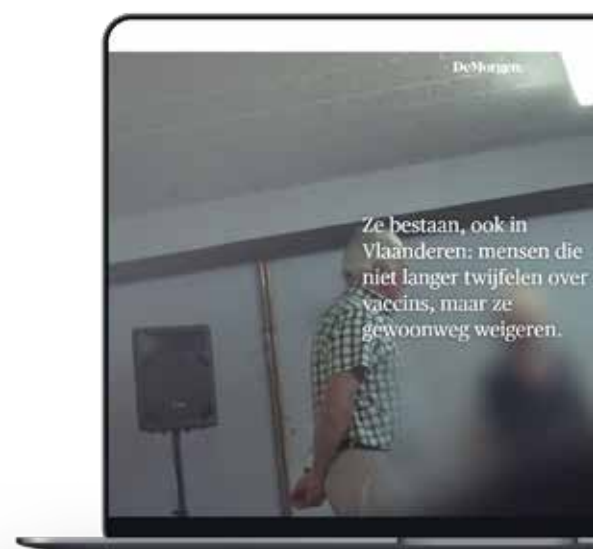 DeMorgen.
Ze bestaan, ook in
Vlaanderen: mensen die
niet langer twijfelen over
vaccins, maar ze
gewoonweg weigeren.